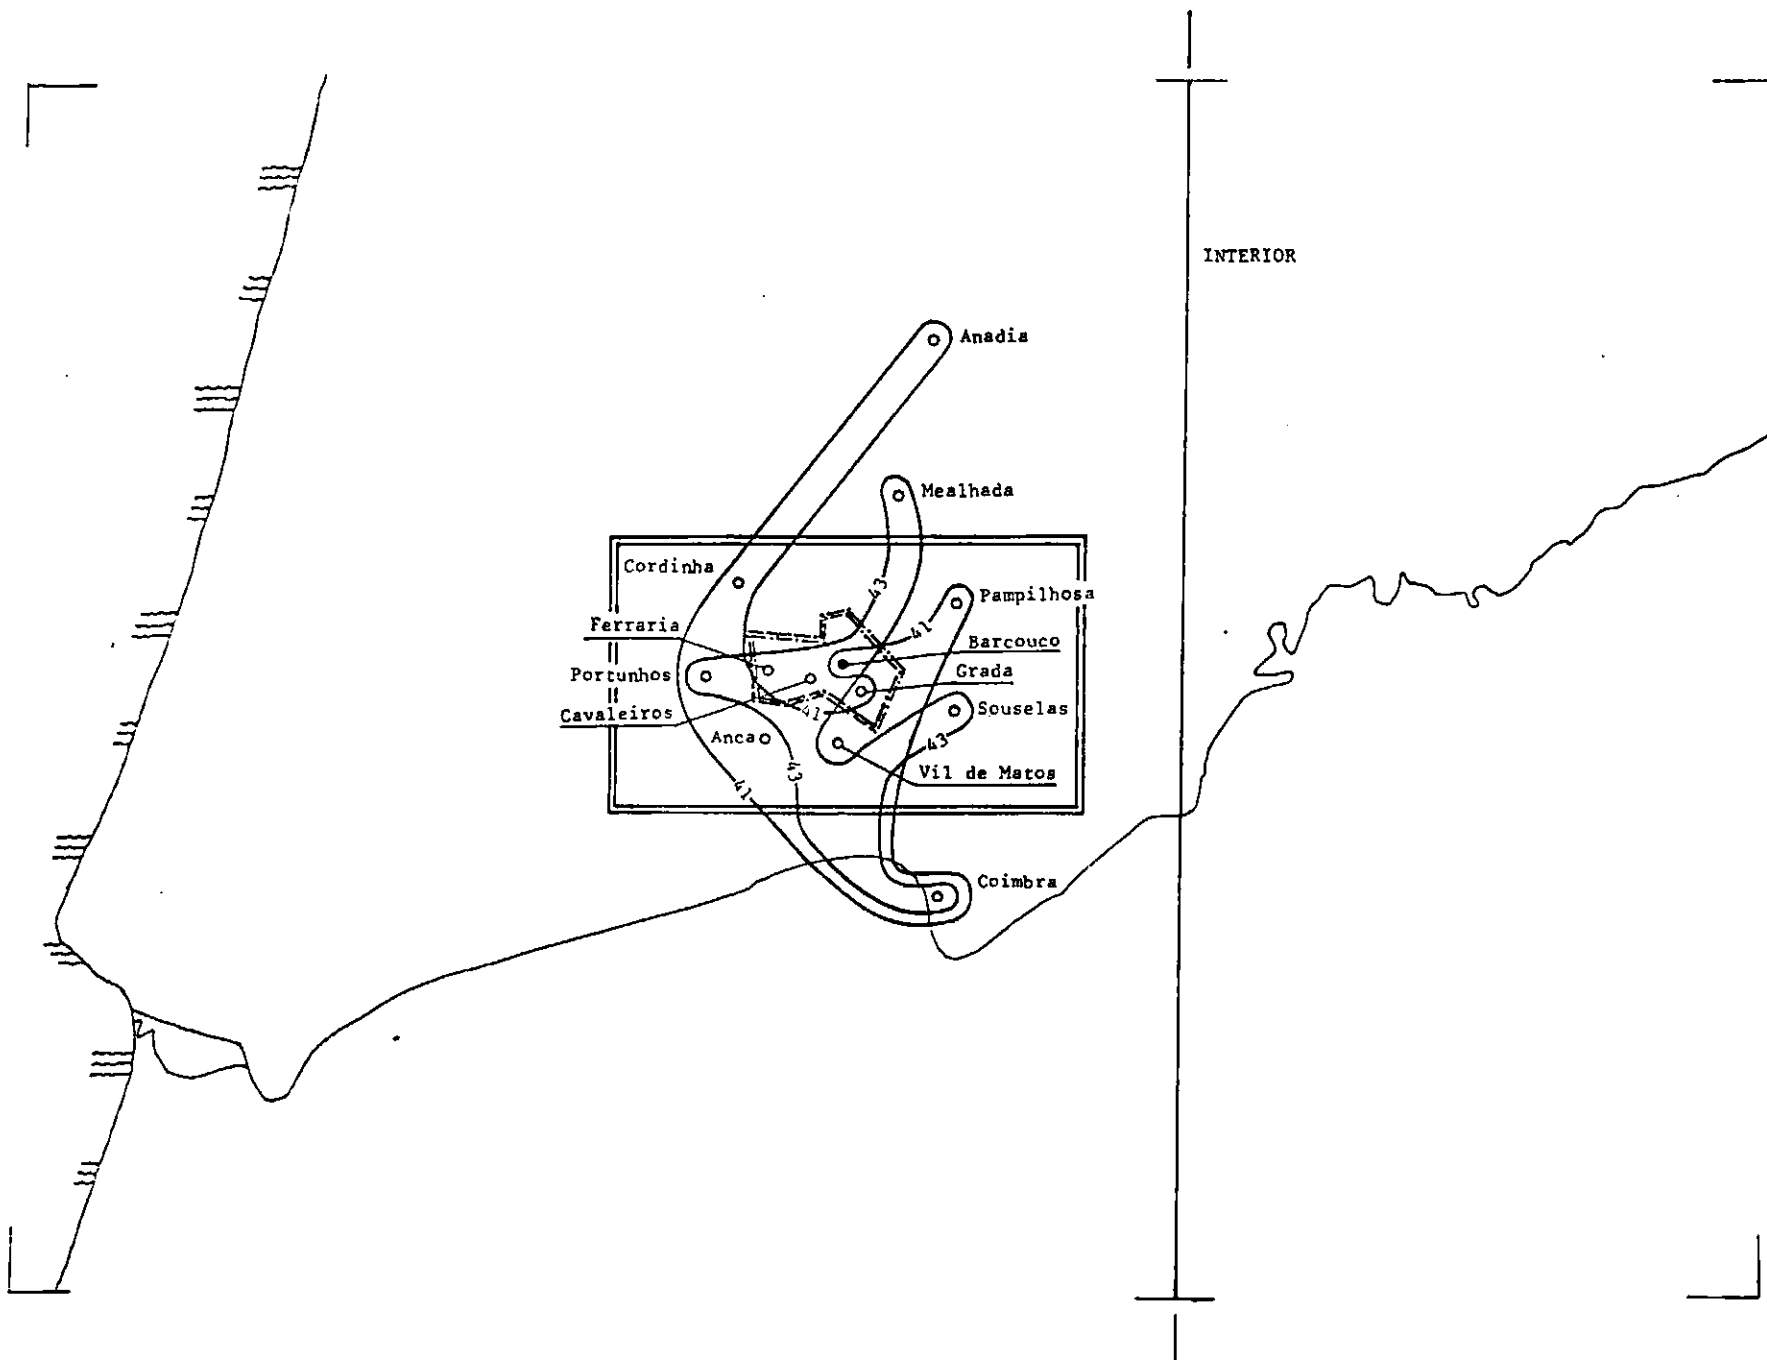 INTERIOR
Anadia
Mealhada
Cordinha
43
Pampilhosa
Ferraria
41
Barcouco
Portunhos
Grada
Cavaleiros
41
Souselas
Anca
43
43
Vil de Matos
41
Coimbra